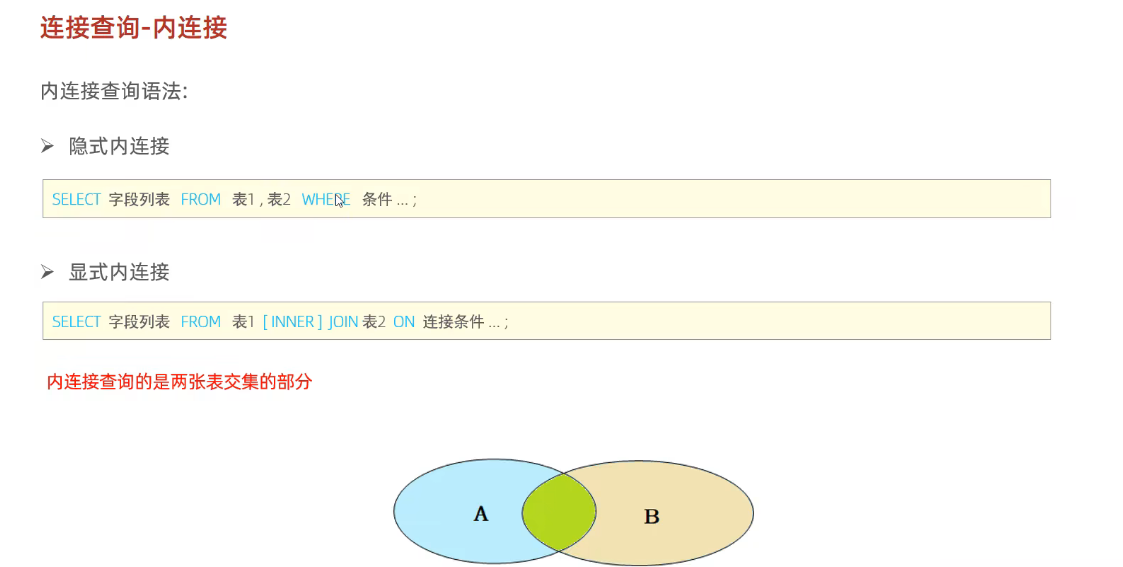 连接查询-内连接
内连接查询语法:
隐式内连接
SELECT 字段列表 FROM 表1 , 表2 WHERE 条件 ... ;
显式内连接
SELECT 字段列表 FROM 表1 [ INNER ] JOIN 表2 ON 连接条件 ... ;
内连接查询的是两张表交集的部分
A
B